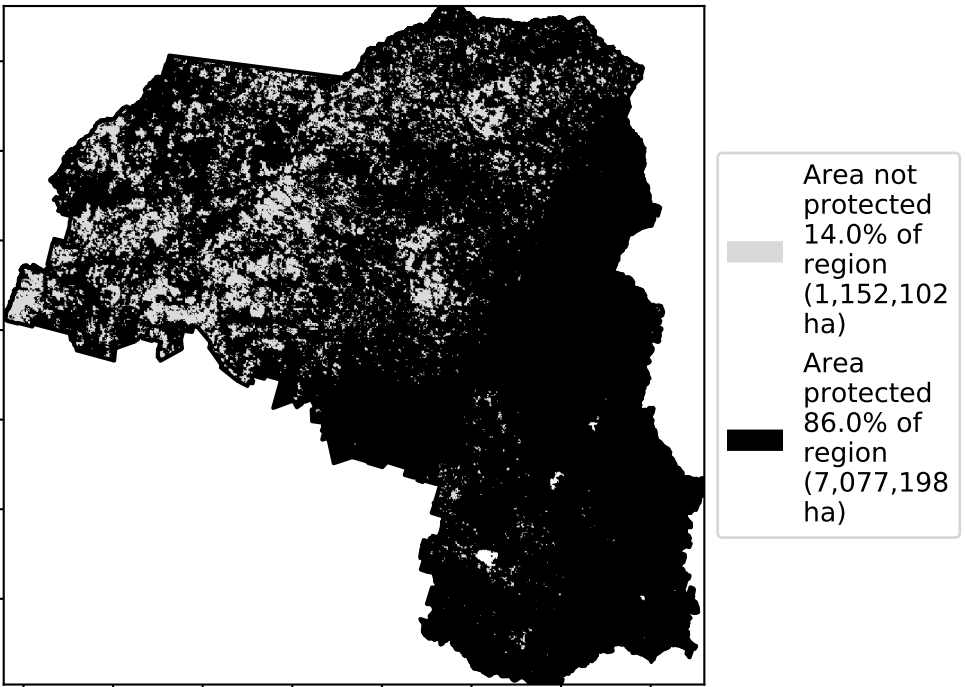 Area not
protected
14.0% of
region
(1,152,102
ha)
Area
protected
86.0% of
region
(7,077,198
ha)